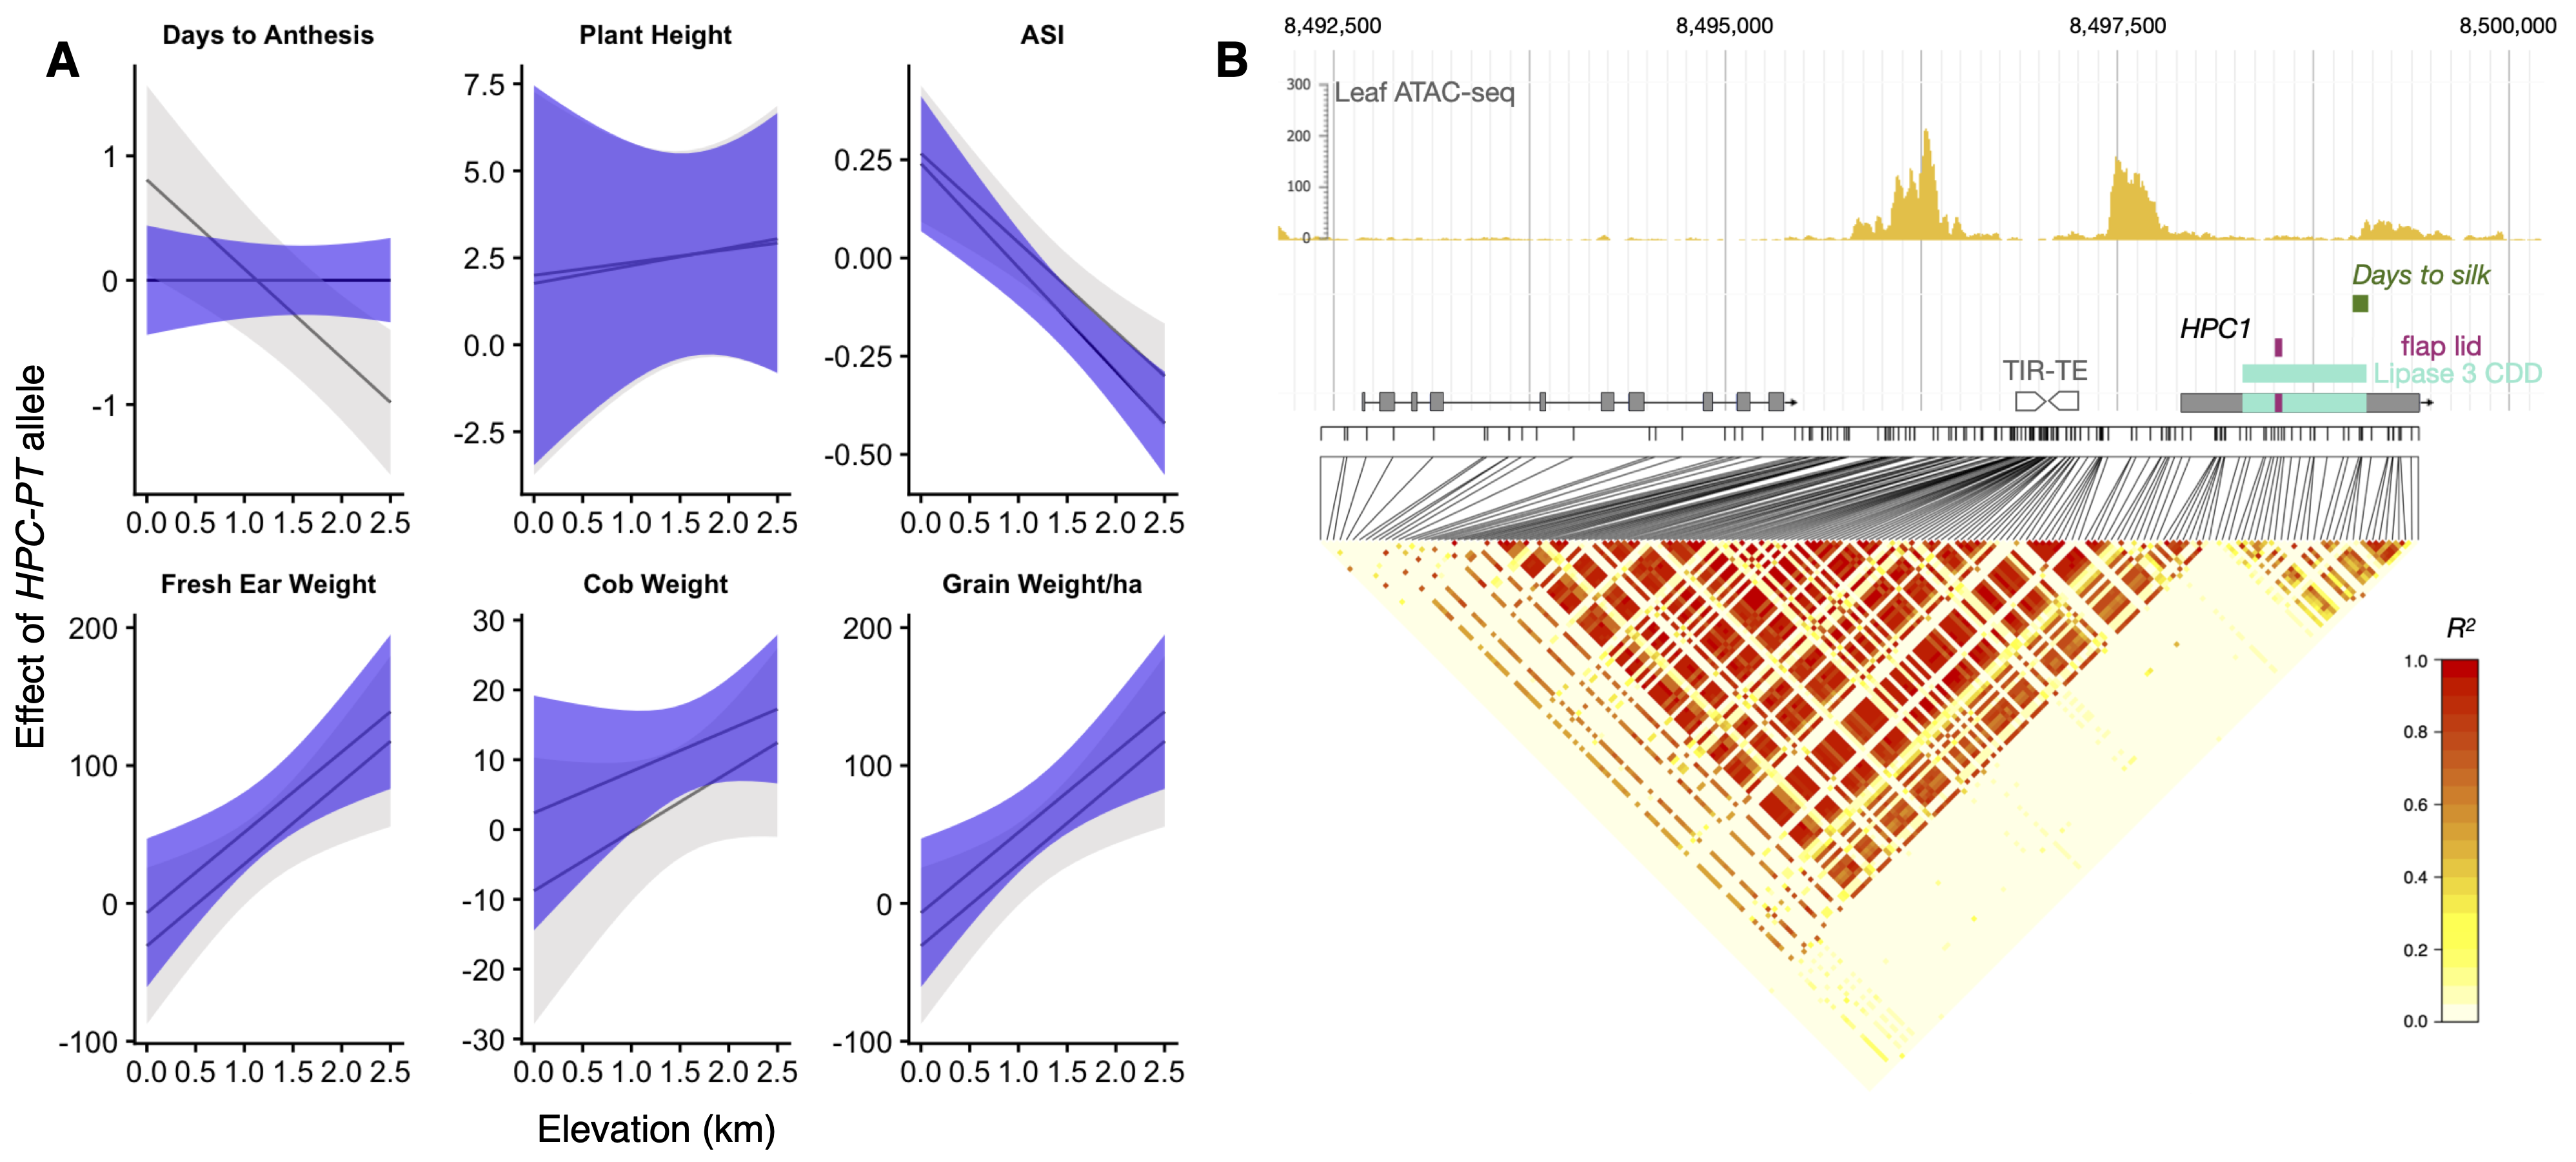 A
Days to Anthesis
Plant Height
ASI
1
0
-1
7.5
5.0
2.5
0.0
-2.5
0.25
0.00
-0.25
-0.50
0.0 0.5 1.0 1.5 2.0 2.5
0.0 0.5 1.0 1.5 2.0 2.5
0.0 0.5 1.0 1.5 2.0 2.5
Effect of HPC-PT allele
Fresh Ear Weight
Cob Weight
Grain Weight/ha
200
100
0
-100
30
20
10
0
-10
-20
-30
200
100
0
-100
0.0 0.5 1.0 1.5 2.0 2.5
0.0 0.5 1.0 1.5 2.0 2.5
0.0 0.5 1.0 1.5 2.0 2.5
Elevation (km)
B
8,492,500
8,495,000
8,497,500
8,500,000
300
200
100
0
Leaf ATAC-seq
Days to silk
HPC1
flap lid
TIR-TE
Lipase 3 CDD
R²
1.0
0.8
0.6
0.4
0.2
0.0